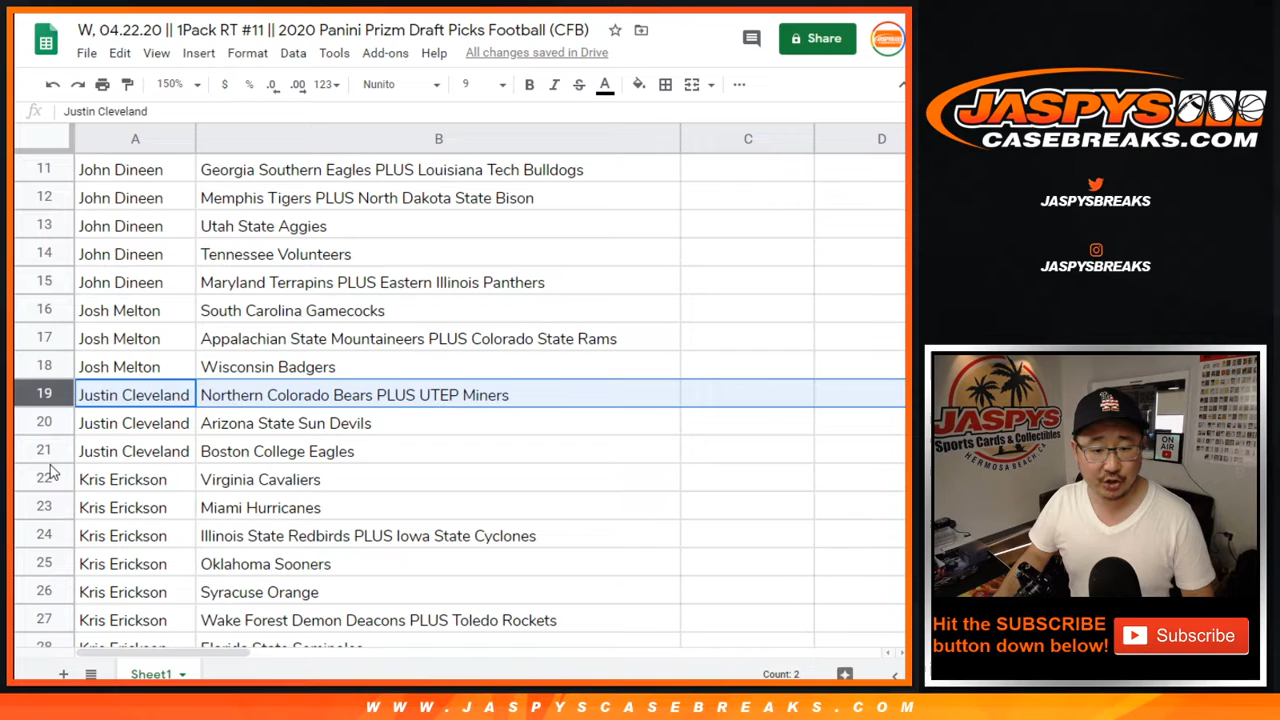 W, 04.22.20 || 1Pack RT #11 || 2020 Panini Prizm Draft Picks Football (CFB)
File Edit View Insert Format Data Tools Add-ons Help All changes saved in Drive
Share
150% $ % .0 .00 123 Nunito 9 B I S A
fx Justin Cleveland
A B C D
11 John Dineen Georgia Southern Eagles PLUS Louisiana Tech Bulldogs
12 John Dineen Memphis Tigers PLUS North Dakota State Bison
13 John Dineen Utah State Aggies
14 John Dineen Tennessee Volunteers
15 John Dineen Maryland Terrapins PLUS Eastern Illinois Panthers
16 Josh Melton South Carolina Gamecocks
17 Josh Melton Appalachian State Mountaineers PLUS Colorado State Rams
18 Josh Melton Wisconsin Badgers
19 Justin Cleveland Northern Colorado Bears PLUS UTEP Miners
20 Justin Cleveland Arizona State Sun Devils
21 Justin Cleveland Boston College Eagles
22 Kris Erickson Virginia Cavaliers
23 Kris Erickson Miami Hurricanes
24 Kris Erickson Illinois State Redbirds PLUS Iowa State Cyclones
25 Kris Erickson Oklahoma Sooners
26 Kris Erickson Syracuse Orange
27 Kris Erickson Wake Forest Demon Deacons PLUS Toledo Rockets
28 Kris Erickson Florida State Seminoles
Sheet1
Count: 2
JASPYS
CASEBREAKS.COM
JASPYSBREAKS
JASPYSBREAKS
JASPYS
Sports Cards & Collectibles
HERMOSA BEACH, CA
ON AIR
Hit the SUBSCRIBE
button down below!
Subscribe
WWW.JASPYSCASEBREAKS.COM